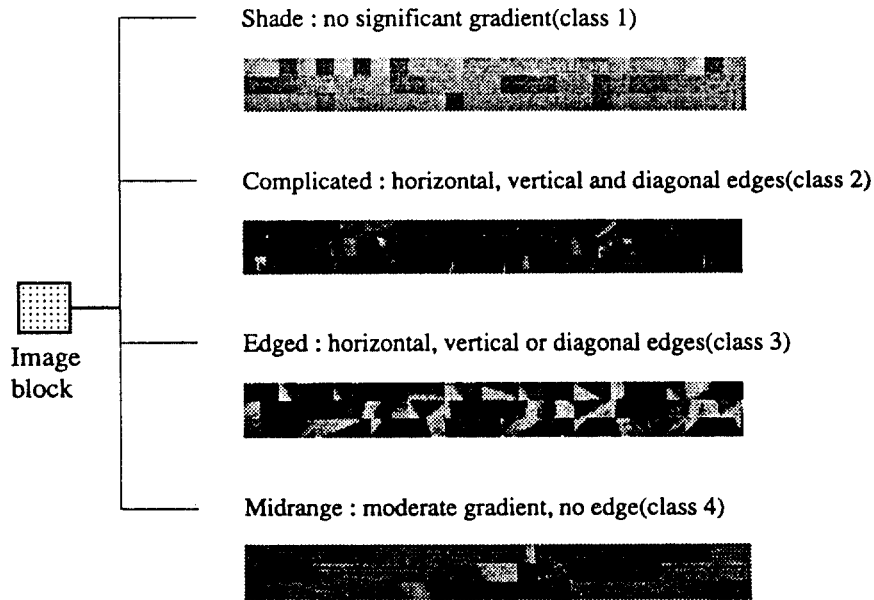 Shade : no significant gradient(class 1)
Complicated : horizontal, vertical and diagonal edges(class 2)
Image
block
Edged : horizontal, vertical or diagonal edges(class 3)
Midrange : moderate gradient, no edge(class 4)